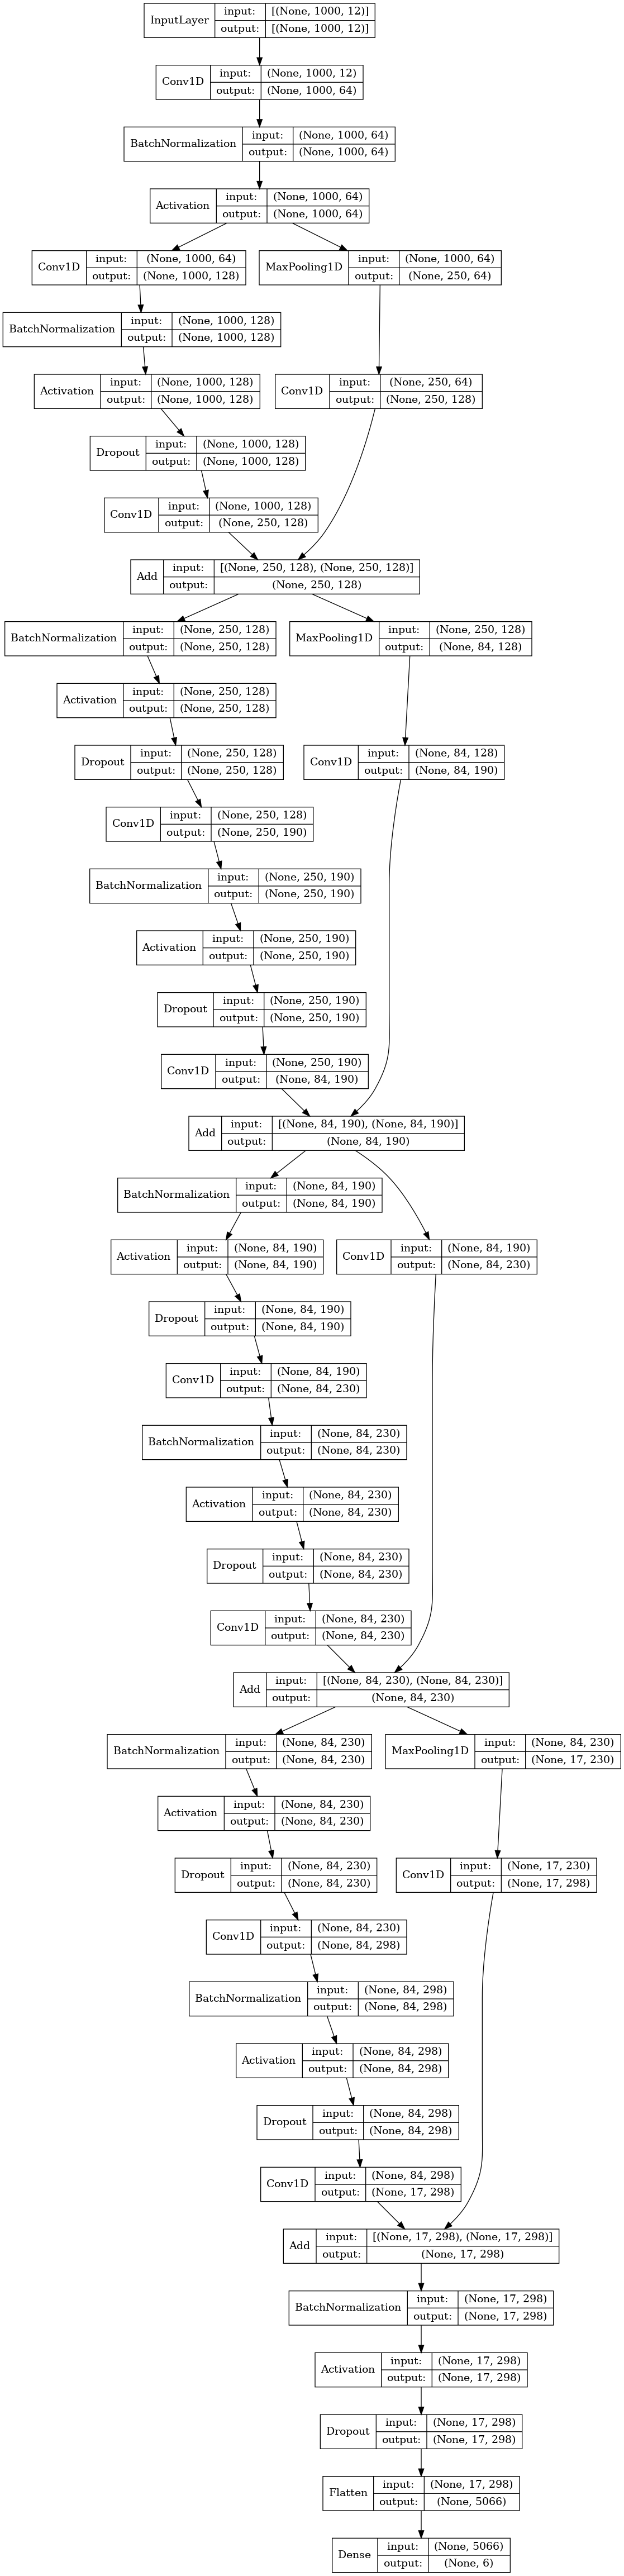 InputLayer input: [(None, 1000, 12)]
output: [(None, 1000, 12)]
Conv1D input: (None, 1000, 12)
output: (None, 1000, 64)
BatchNormalization input: (None, 1000, 64)
output: (None, 1000, 64)
Activation input: (None, 1000, 64)
output: (None, 1000, 64)
Conv1D input: (None, 1000, 64)
output: (None, 1000, 128)
MaxPooling1D input: (None, 1000, 64)
output: (None, 250, 64)
BatchNormalization input: (None, 1000, 128)
output: (None, 1000, 128)
Activation input: (None, 1000, 128)
output: (None, 1000, 128)
Conv1D input: (None, 250, 64)
output: (None, 250, 128)
Dropout input: (None, 1000, 128)
output: (None, 1000, 128)
Conv1D input: (None, 1000, 128)
output: (None, 250, 128)
Add input: [(None, 250, 128), (None, 250, 128)]
output: (None, 250, 128)
BatchNormalization input: (None, 250, 128)
output: (None, 250, 128)
MaxPooling1D input: (None, 250, 128)
output: (None, 84, 128)
Activation input: (None, 250, 128)
output: (None, 250, 128)
Dropout input: (None, 250, 128)
output: (None, 250, 128)
Conv1D input: (None, 84, 128)
output: (None, 84, 190)
Conv1D input: (None, 250, 128)
output: (None, 250, 190)
BatchNormalization input: (None, 250, 190)
output: (None, 250, 190)
Activation input: (None, 250, 190)
output: (None, 250, 190)
Dropout input: (None, 250, 190)
output: (None, 250, 190)
Conv1D input: (None, 250, 190)
output: (None, 84, 190)
Add input: [(None, 84, 190), (None, 84, 190)]
output: (None, 84, 190)
BatchNormalization input: (None, 84, 190)
output: (None, 84, 190)
Activation input: (None, 84, 190)
output: (None, 84, 190)
Conv1D input: (None, 84, 190)
output: (None, 84, 230)
Dropout input: (None, 84, 190)
output: (None, 84, 190)
Conv1D input: (None, 84, 190)
output: (None, 84, 230)
BatchNormalization input: (None, 84, 230)
output: (None, 84, 230)
Activation input: (None, 84, 230)
output: (None, 84, 230)
Dropout input: (None, 84, 230)
output: (None, 84, 230)
Conv1D input: (None, 84, 230)
output: (None, 84, 230)
Add input: [(None, 84, 230), (None, 84, 230)]
output: (None, 84, 230)
BatchNormalization input: (None, 84, 230)
output: (None, 84, 230)
MaxPooling1D input: (None, 84, 230)
output: (None, 17, 230)
Activation input: (None, 84, 230)
output: (None, 84, 230)
Dropout input: (None, 84, 230)
output: (None, 84, 230)
Conv1D input: (None, 17, 230)
output: (None, 17, 298)
Conv1D input: (None, 84, 230)
output: (None, 84, 298)
BatchNormalization input: (None, 84, 298)
output: (None, 84, 298)
Activation input: (None, 84, 298)
output: (None, 84, 298)
Dropout input: (None, 84, 298)
output: (None, 84, 298)
Conv1D input: (None, 84, 298)
output: (None, 17, 298)
Add input: [(None, 17, 298), (None, 17, 298)]
output: (None, 17, 298)
BatchNormalization input: (None, 17, 298)
output: (None, 17, 298)
Activation input: (None, 17, 298)
output: (None, 17, 298)
Dropout input: (None, 17, 298)
output: (None, 17, 298)
Flatten input: (None, 17, 298)
output: (None, 5066)
Dense input: (None, 5066)
output: (None, 6)